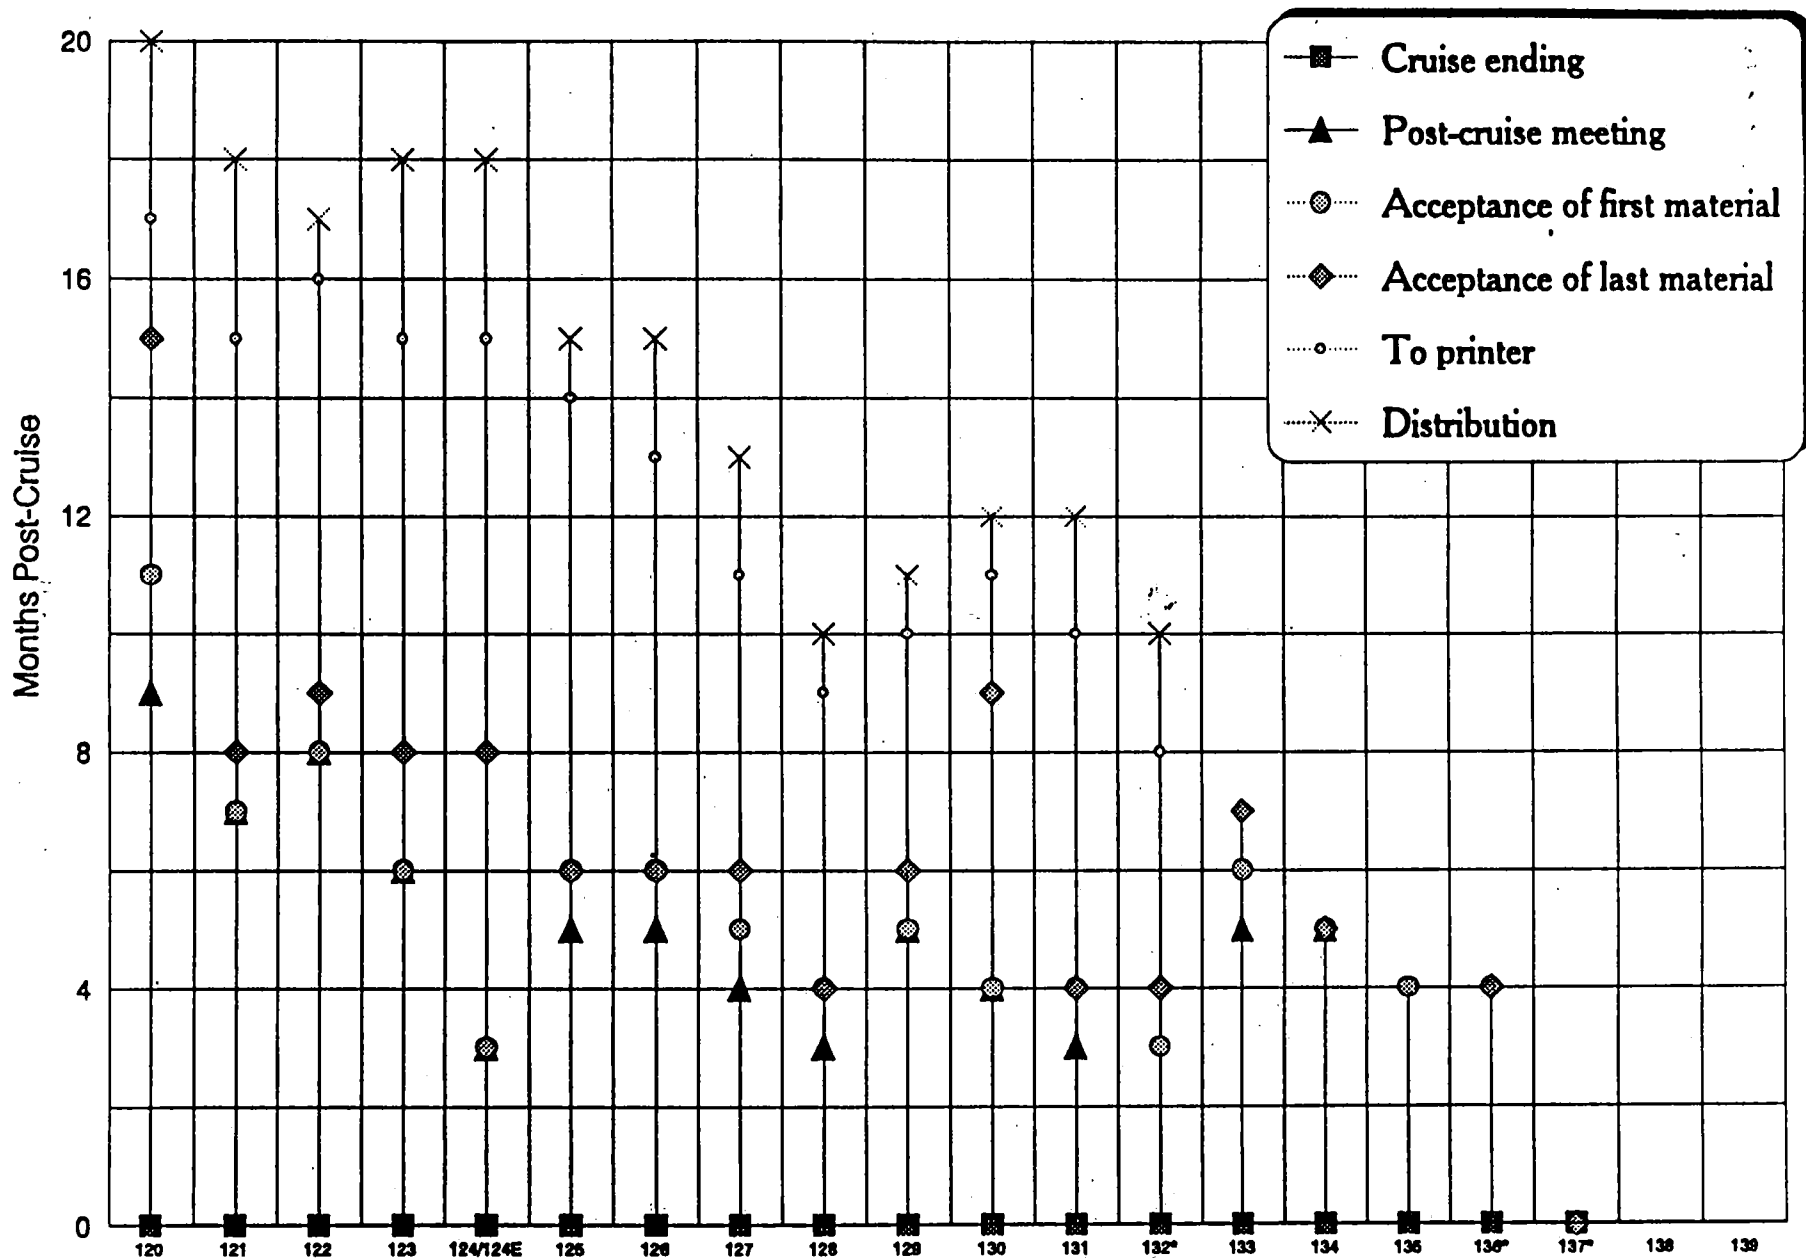 20
16
12
8
4
0
Months Post-Cruise
Cruise ending
Post-cruise meeting
Acceptance of first material
Acceptance of last material
To printer
Distribution
120 121 122 123 124/124E 125 126 127 128 129 130 131 132* 133 134 135 136* 137* 138 139